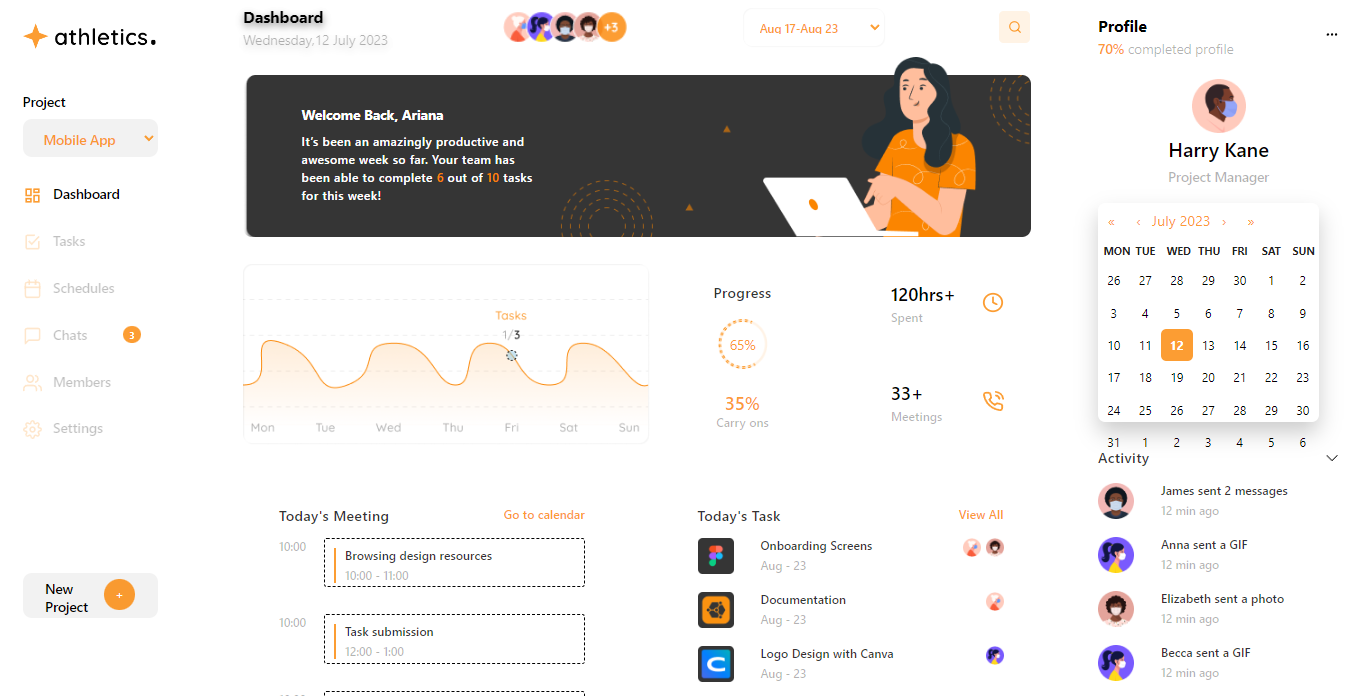 athletics.
Project
Mobile App
Dashboard
Tasks
Schedules
Chats
3
Members
Settings
New
Project
+
Dashboard
Wednesday,12 July 2023
+3
Aug 17-Aug 23
Welcome Back, Ariana
It’s been an amazingly productive and
awesome week so far. Your team has
been able to complete 6 out of 10 tasks
for this week!
Tasks
1/3
Mon Tue Wed Thu Fri Sat Sun
Progress
65%
35%
Carry ons
120hrs+
Spent
33+
Meetings
Today's Meeting
Go to calendar
10:00
Browsing design resources
10:00 - 11:00
10:00
Task submission
12:00 - 1:00
Today's Task
View All
Onboarding Screens
Aug - 23
Documentation
Aug - 23
Logo Design with Canva
Aug - 23
Profile
...
70% completed profile
Harry Kane
Project Manager
« ‹ July 2023 › »
MON TUE WED THU FRI SAT SUN
26 27 28 29 30 1 2
3 4 5 6 7 8 9
10 11 12 13 14 15 16
17 18 19 20 21 22 23
24 25 26 27 28 29 30
31 1 2 3 4 5 6
Activity
James sent 2 messages
12 min ago
Anna sent a GIF
12 min ago
Elizabeth sent a photo
12 min ago
Becca sent a GIF
12 min ago